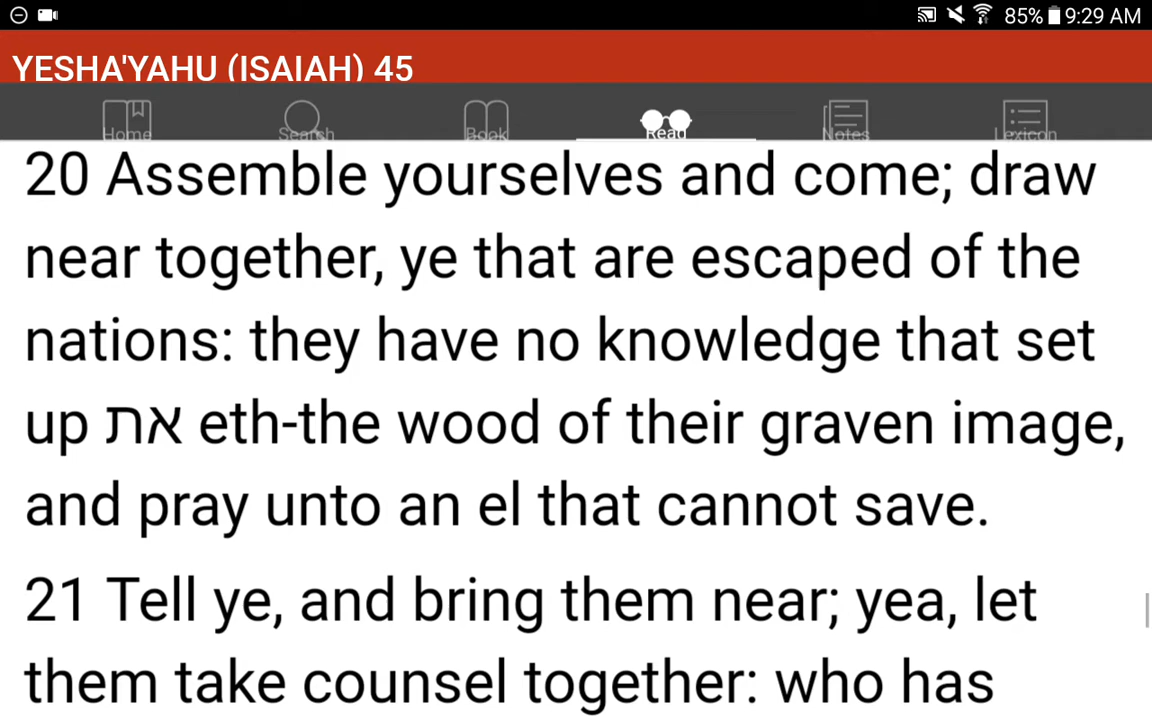 85% 9:29 AM
YESHA'YAHU (ISAIAH) 45
Home Search Book Read Notes Lexicon
20 Assemble yourselves and come; draw
near together, ye that are escaped of the
nations: they have no knowledge that set
up את eth-the wood of their graven image,
and pray unto an el that cannot save.
21 Tell ye, and bring them near; yea, let
them take counsel together: who has